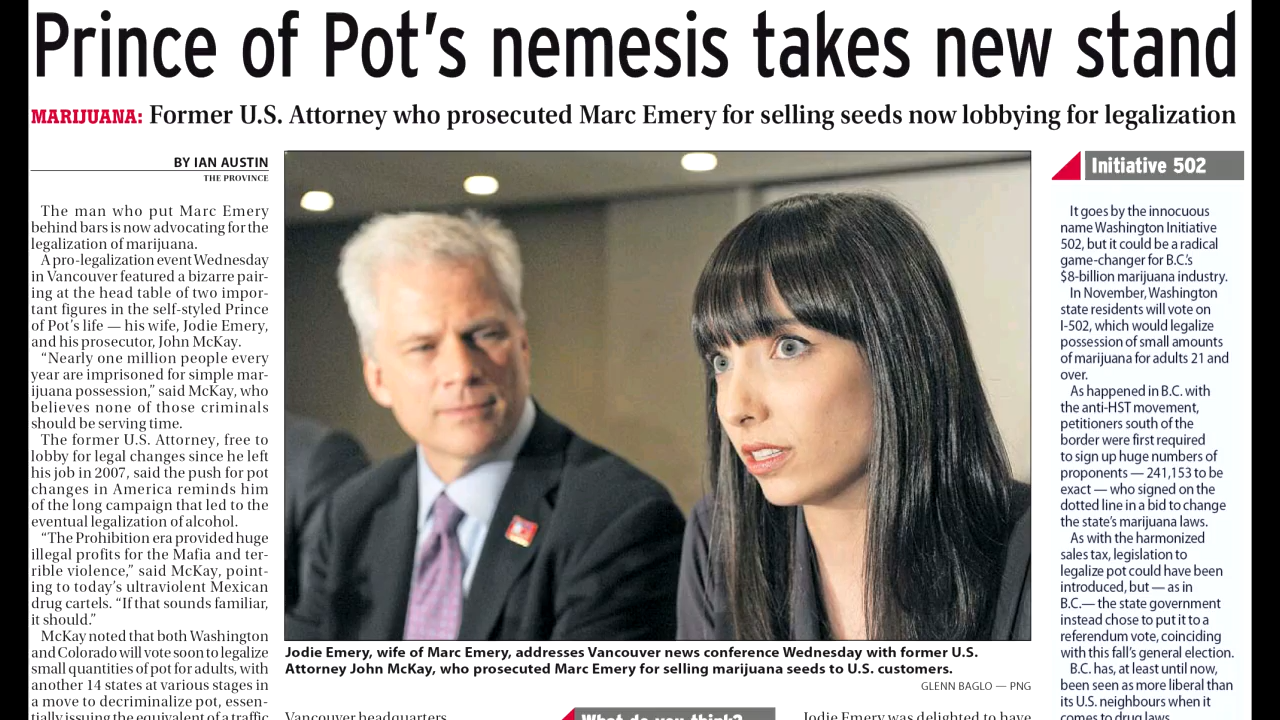 Prince of Pot's nemesis takes new stand
MARIJUANA: Former U.S. Attorney who prosecuted Marc Emery for selling seeds now lobbying for legalization
BY IAN AUSTIN
THE PROVINCE
The man who put Marc Emery
behind bars is now advocating for the
legalization of marijuana.
A pro-legalization event Wednesday
in Vancouver featured a bizarre pair-
ing at the head table of two impor-
tant figures in the self-styled Prince
of Pot's life — his wife, Jodie Emery,
and his prosecutor, John McKay.
“Nearly one million people every
year are imprisoned for simple mar-
ijuana possession,” said McKay, who
believes none of those criminals
should be serving time.
The former U.S. Attorney, free to
lobby for legal changes since he left
his job in 2007, said the push for pot
changes in America reminds him
of the long campaign that led to the
eventual legalization of alcohol.
“The Prohibition era provided huge
illegal profits for the Mafia and ter-
rible violence,” said McKay, point-
ing to today's ultraviolent Mexican
drug cartels. “If that sounds familiar,
it should.”
McKay noted that both Washington
and Colorado will vote soon to legalize
small quantities of pot for adults, with
another 14 states at various stages in
a move to decriminalize pot, essen-
tially issuing the equivalent of a traffic
Jodie Emery, wife of Marc Emery, addresses Vancouver news conference Wednesday with former U.S.
Attorney John McKay, who prosecuted Marc Emery for selling marijuana seeds to U.S. customers.
GLENN BAGLO — PNG
Vancouver headquarters
What do you think?
Jodie Emery was delighted to have
Initiative 502
It goes by the innocuous
name Washington Initiative
502, but it could be a radical
game-changer for B.C.'s
$8-billion marijuana industry.
In November, Washington
state residents will vote on
I-502, which would legalize
possession of small amounts
of marijuana for adults 21 and
over.
As happened in B.C. with
the anti-HST movement,
petitioners south of the
border were first required
to sign up huge numbers of
proponents — 241,153 to be
exact — who signed on the
dotted line in a bid to change
the state's marijuana laws.
As with the harmonized
sales tax, legislation to
legalize pot could have been
introduced, but — as in
B.C.— the state government
instead chose to put it to a
referendum vote, coinciding
with this fall's general election.
B.C. has, at least until now,
been seen as more liberal than
its U.S. neighbours when it
comes to drug laws.